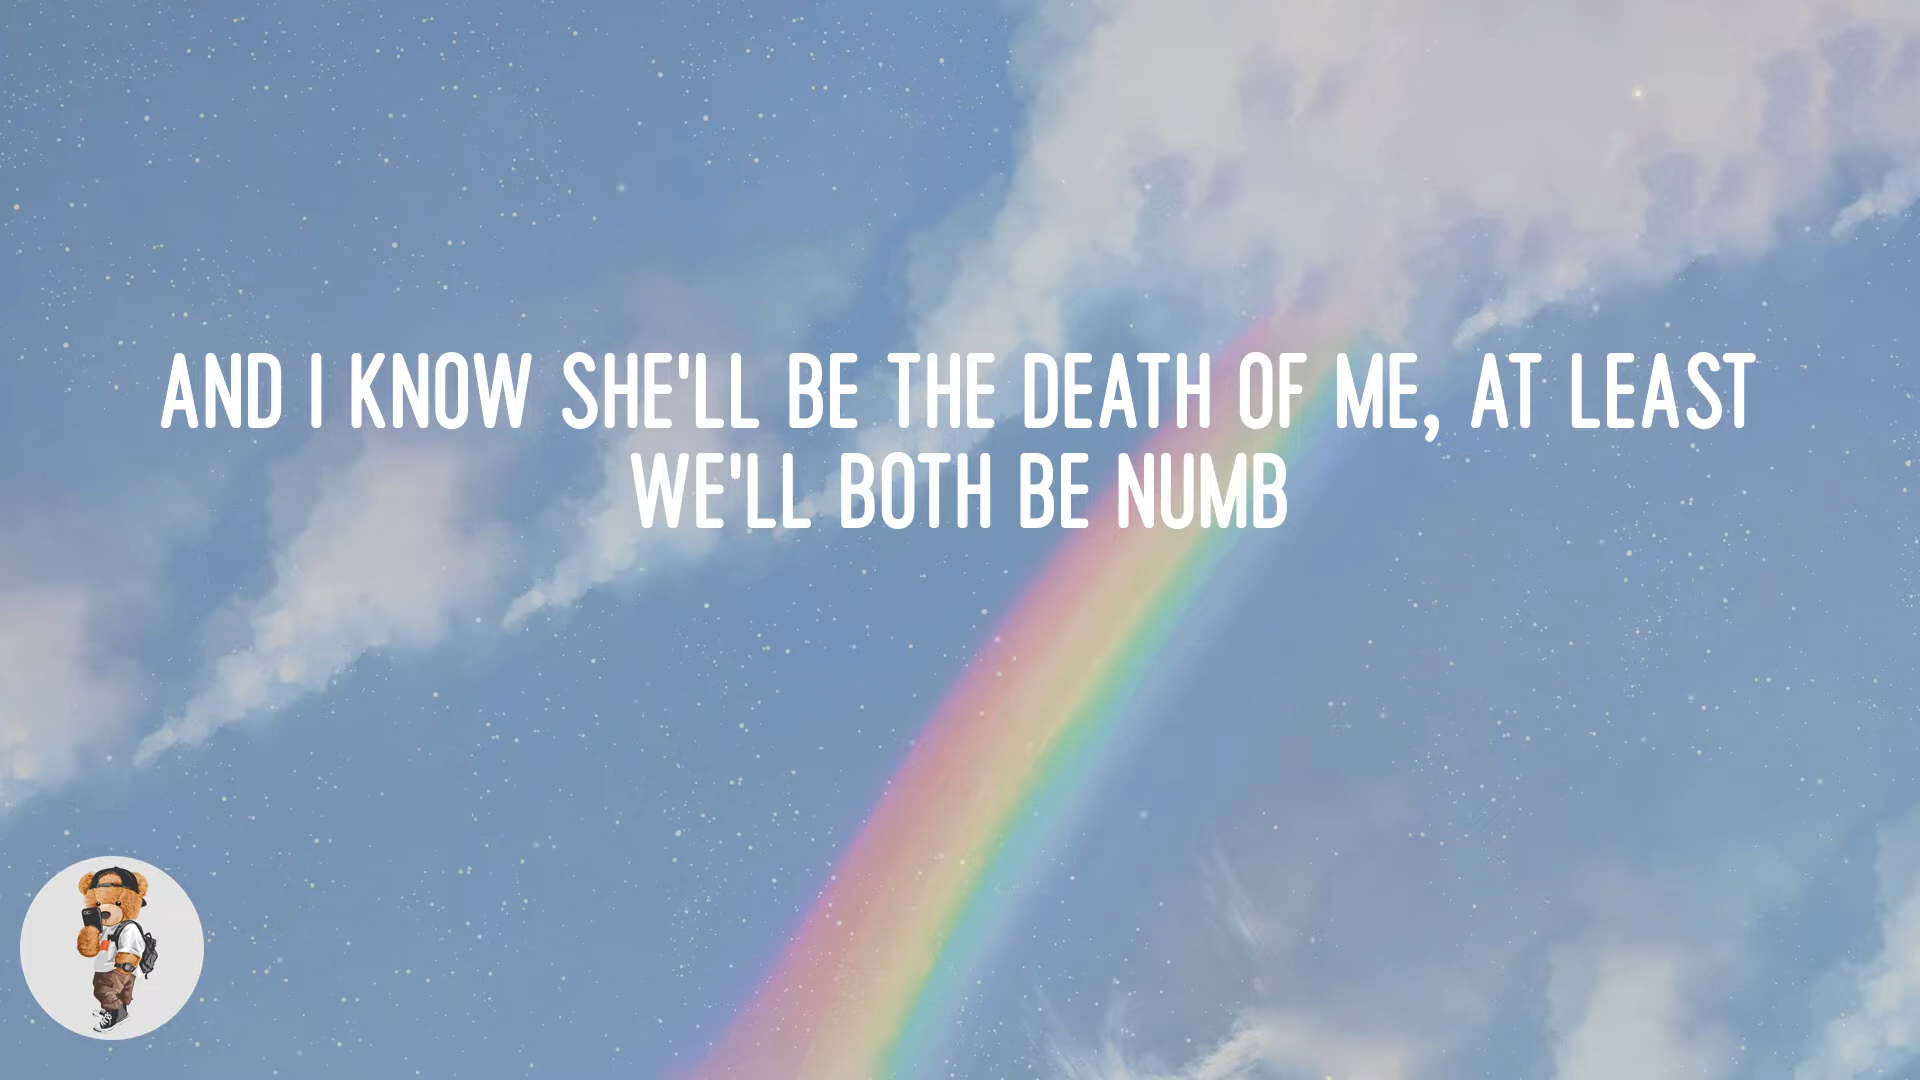 AND I KNOW SHE'LL BE THE DEATH OF ME, AT LEAST
WE'LL BOTH BE NUMB